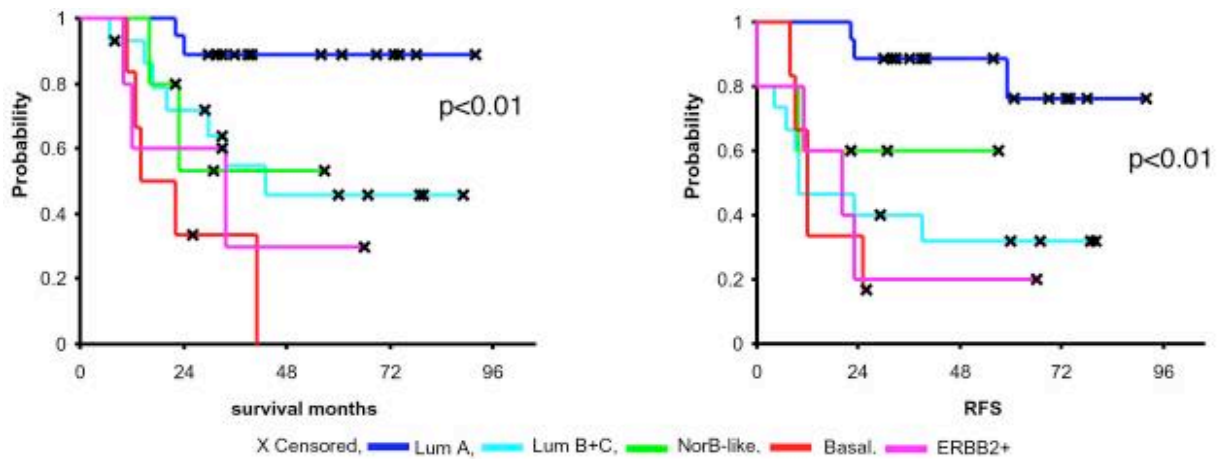 1
0.8
0.6
0.4
0.2
0
Probability
p<0.01
0 24 48 72 96
survival months
1
0.8
0.6
0.4
0.2
0
Probability
p<0.01
0 24 48 72 96
RFS
X Censored, Lum A, Lum B+C, NorB-like. Basal. ERBB2+